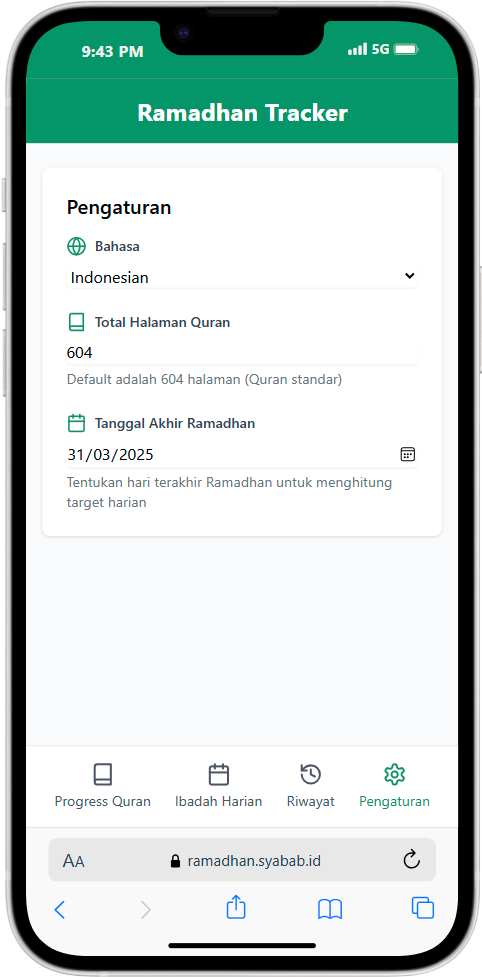 9:43 PM 5G
Ramadhan Tracker
Pengaturan
Bahasa
Indonesian
Total Halaman Quran
604
Default adalah 604 halaman (Quran standar)
Tanggal Akhir Ramadhan
31/03/2025
Tentukan hari terakhir Ramadhan untuk menghitung
target harian
Progress Quran Ibadah Harian Riwayat Pengaturan
AA ramadhan.syabab.id